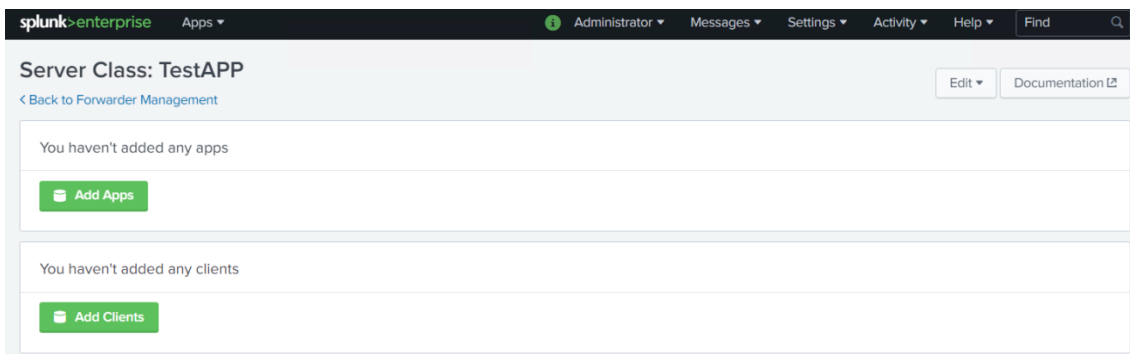 splunk>enterprise Apps Administrator Messages Settings Activity Help Find
Server Class: TestAPP
Edit Documentation
< Back to Forwarder Management
You haven't added any apps
Add Apps
You haven't added any clients
Add Clients